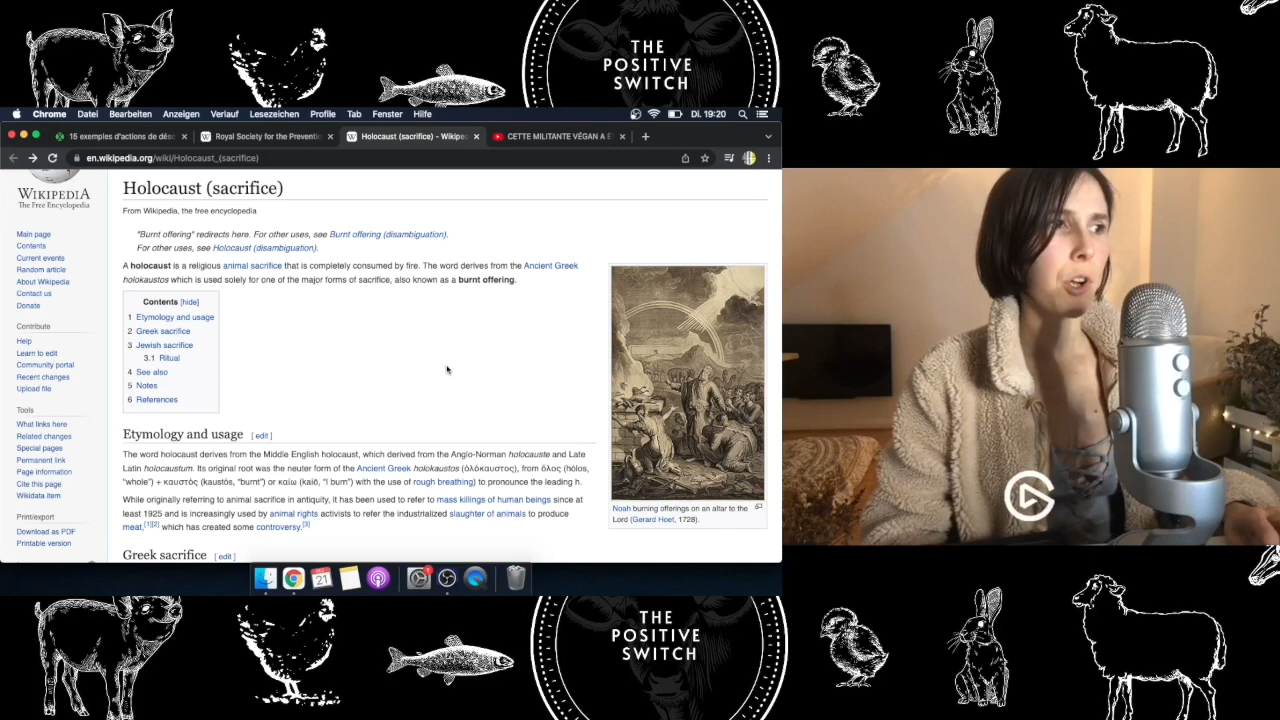 THE
POSITIVE
SWITCH
Chrome Datei Bearbeiten Anzeigen Verlauf Lesezeichen Profile Tab Fenster Hilfe Di. 19:20
15 exemples d'actions de déso
Royal Society for the Preventio
Holocaust (sacrifice) - Wikipe
CETTE MILITANTE VÉGAN A É
en.wikipedia.org/wiki/Holocaust_(sacrifice)
WIKIPEDIA
The Free Encyclopedia
Main page
Contents
Current events
Random article
About Wikipedia
Contact us
Donate
Contribute
Help
Learn to edit
Community portal
Recent changes
Upload file
Tools
What links here
Related changes
Special pages
Permanent link
Page information
Cite this page
Wikidata item
Print/export
Download as PDF
Printable version
Holocaust (sacrifice)
From Wikipedia, the free encyclopedia
"Burnt offering" redirects here. For other uses, see Burnt offering (disambiguation).
For other uses, see Holocaust (disambiguation).
A holocaust is a religious animal sacrifice that is completely consumed by fire. The word derives from the Ancient Greek
holokaustos which is used solely for one of the major forms of sacrifice, also known as a burnt offering.
Contents [hide]
1 Etymology and usage
2 Greek sacrifice
3 Jewish sacrifice
3.1 Ritual
4 See also
5 Notes
6 References
Noah burning offerings on an altar to the
Lord (Gerard Hoet, 1728).
Etymology and usage [ edit ]
The word holocaust derives from the Middle English holocaust, which derived from the Anglo-Norman holocauste and Late
Latin holocaustum. Its original root was the neuter form of the Ancient Greek holokaustos (ὁλόκαυστος), from ὅλος (hólos,
"whole") + καυστός (kaustós, "burnt") or καίω (kaíō, "I burn") with the use of rough breathing) to pronounce the leading h.
While originally referring to animal sacrifice in antiquity, it has been used to refer to mass killings of human beings since at
least 1925 and is increasingly used by animal rights activists to refer the industrialized slaughter of animals to produce
meat,[1][2] which has created some controversy.[3]
Greek sacrifice [ edit ]
21
THE
POSITIVE
SWITCH